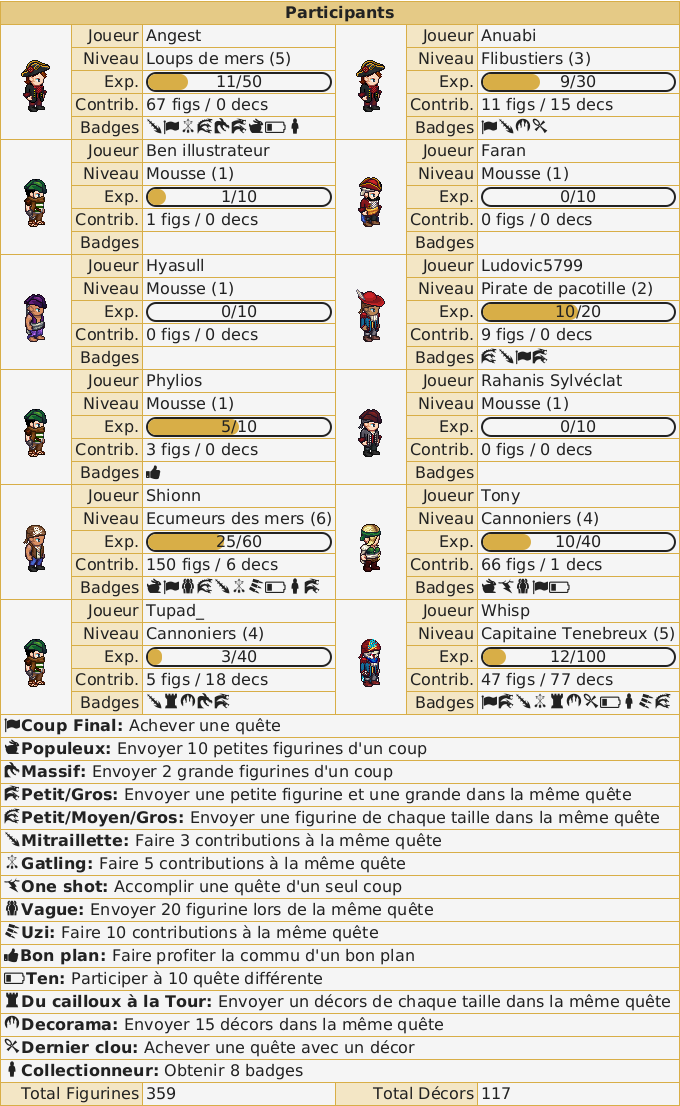 Participants
Joueur Angest
Niveau Loups de mers (5)
Exp. 11/50
Contrib. 67 figs / 0 decs
Badges
Joueur Anuabi
Niveau Flibustiers (3)
Exp. 9/30
Contrib. 11 figs / 15 decs
Badges
Joueur Ben illustrateur
Niveau Mousse (1)
Exp. 1/10
Contrib. 1 figs / 0 decs
Badges
Joueur Faran
Niveau Mousse (1)
Exp. 0/10
Contrib. 0 figs / 0 decs
Badges
Joueur Hyasull
Niveau Mousse (1)
Exp. 0/10
Contrib. 0 figs / 0 decs
Badges
Joueur Ludovic5799
Niveau Pirate de pacotille (2)
Exp. 10/20
Contrib. 9 figs / 0 decs
Badges
Joueur Phylios
Niveau Mousse (1)
Exp. 5/10
Contrib. 3 figs / 0 decs
Badges
Joueur Rahanis Sylvéclat
Niveau Mousse (1)
Exp. 0/10
Contrib. 0 figs / 0 decs
Badges
Joueur Shionn
Niveau Ecumeurs des mers (6)
Exp. 25/60
Contrib. 150 figs / 6 decs
Badges
Joueur Tony
Niveau Cannoniers (4)
Exp. 10/40
Contrib. 66 figs / 1 decs
Badges
Joueur Tupad_
Niveau Cannoniers (4)
Exp. 3/40
Contrib. 5 figs / 18 decs
Badges
Joueur Whisp
Niveau Capitaine Tenebreux (5)
Exp. 12/100
Contrib. 47 figs / 77 decs
Badges
Coup Final: Achever une quête
Populeux: Envoyer 10 petites figurines d'un coup
Massif: Envoyer 2 grande figurines d'un coup
Petit/Gros: Envoyer une petite figurine et une grande dans la même quête
Petit/Moyen/Gros: Envoyer une figurine de chaque taille dans la même quête
Mitraillette: Faire 3 contributions à la même quête
Gatling: Faire 5 contributions à la même quête
One shot: Accomplir une quête d'un seul coup
Vague: Envoyer 20 figurine lors de la même quête
Uzi: Faire 10 contributions à la même quête
Bon plan: Faire profiter la commu d'un bon plan
Ten: Participer à 10 quête différente
Du cailloux à la Tour: Envoyer un décors de chaque taille dans la même quête
Decorama: Envoyer 15 décors dans la même quête
Dernier clou: Achever une quête avec un décor
Collectionneur: Obtenir 8 badges
Total Figurines 359
Total Décors 117